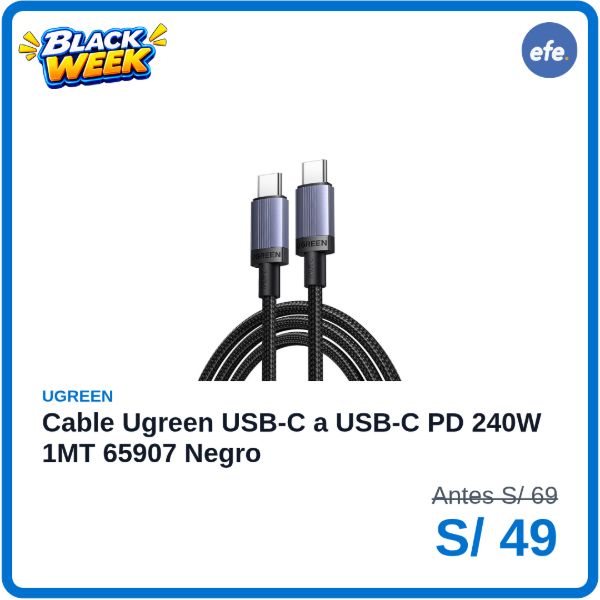 BLACK
WEEK
efe.
UGREEN
UGREEN
UGREEN
Cable Ugreen USB-C a USB-C PD 240W
1MT 65907 Negro
Antes S/ 69
S/ 49